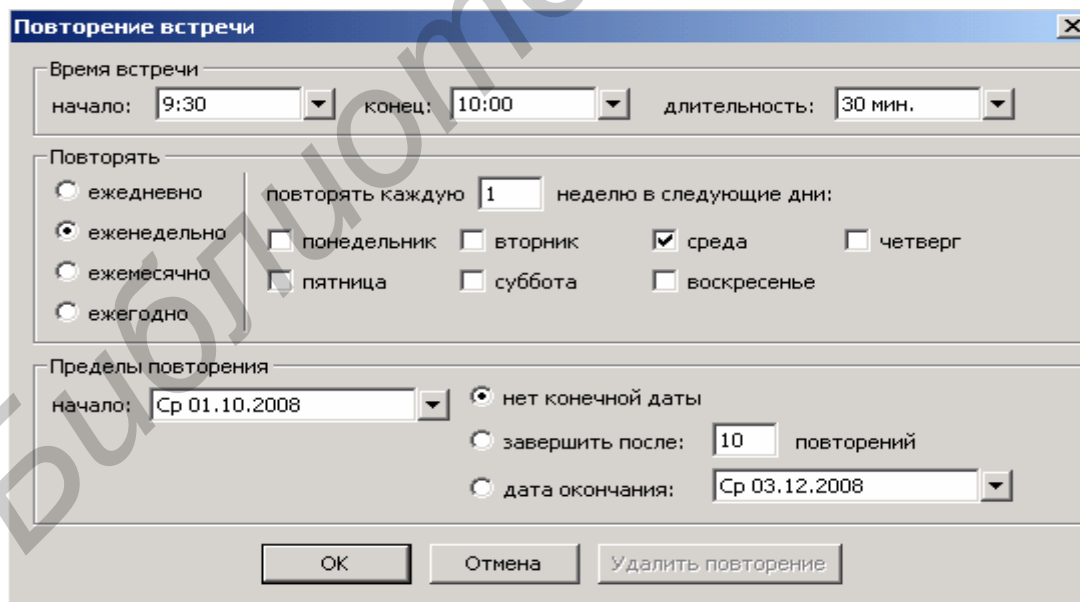 Повторение встречи
Время встречи
начало: 9:30 конец: 10:00 длительность: 30 мин.
Повторять
ежедневно
повторять каждую 1 неделю в следующие дни:
еженедельно
понедельник вторник среда четверг
ежемесячно
пятница суббота воскресенье
ежегодно
Пределы повторения
начало: Ср 01.10.2008
нет конечной даты
завершить после: 10 повторений
дата окончания: Ср 03.12.2008
ОК Отмена Удалить повторение